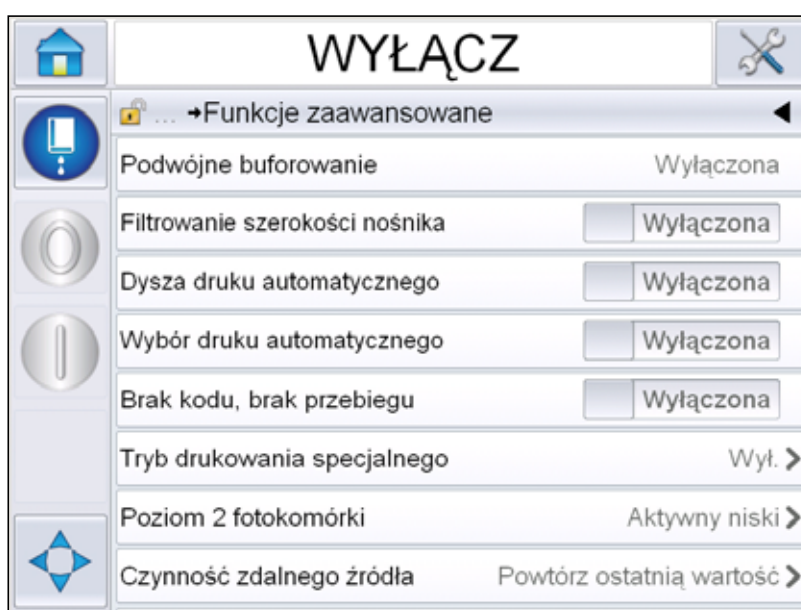 WYŁĄCZ
... →Funkcje zaawansowane
Podwójne buforowanie Wyłączona
Filtrowanie szerokości nośnika Wyłączona
Dysza druku automatycznego Wyłączona
Wybór druku automatycznego Wyłączona
Brak kodu, brak przebiegu Wyłączona
Tryb drukowania specjalnego Wył.
Poziom 2 fotokomórki Aktywny niski
Czynność zdalnego źródła Powtórz ostatnią wartość